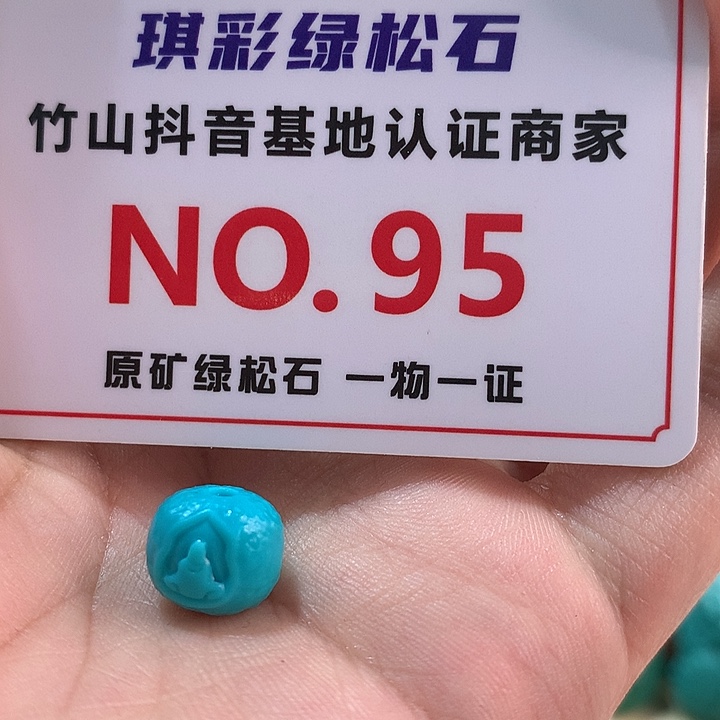 琪彩绿松石
竹山抖音基地认证商家
NO.95
原矿绿松石 一物一证